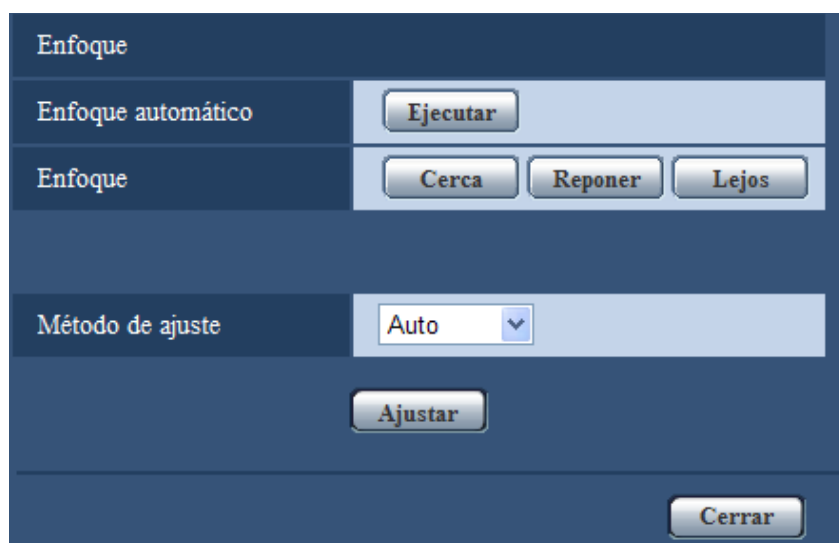 Enfoque
Enfoque automático Ejecutar
Enfoque Cerca Reponer Lejos
Método de ajuste Auto
Ajustar
Cerrar